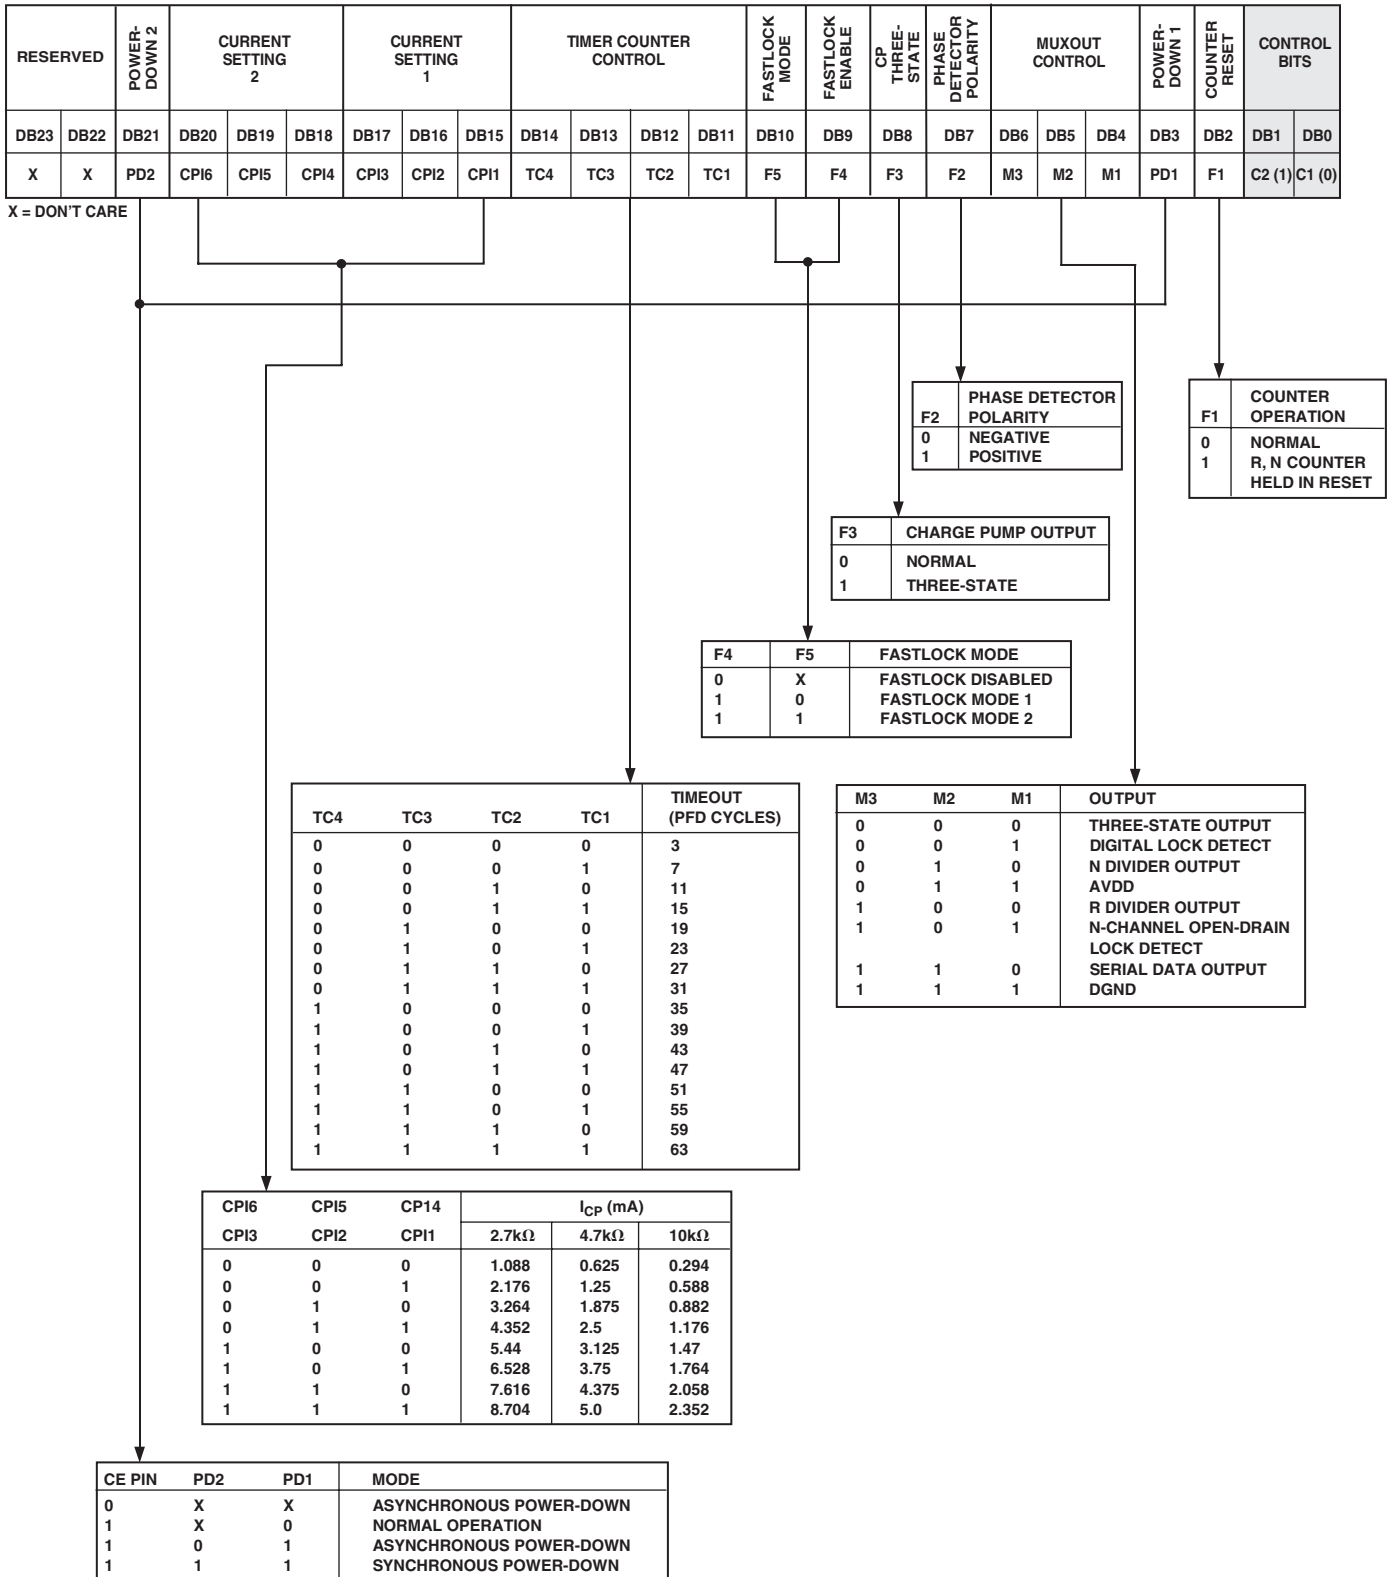 RESERVED
POWER-DOWN 2
CURRENT SETTING 2
CURRENT SETTING 1
TIMER COUNTER CONTROL
FASTLOCK MODE
FASTLOCK ENABLE
CP THREE-STATE
PHASE DETECTOR POLARITY
MUXOUT CONTROL
POWER-DOWN 1
COUNTER RESET
CONTROL BITS
DB23 DB22 DB21 DB20 DB19 DB18 DB17 DB16 DB15 DB14 DB13 DB12 DB11 DB10 DB9 DB8 DB7 DB6 DB5 DB4 DB3 DB2 DB1 DB0
X X PD2 CPI6 CPI5 CPI4 CPI3 CPI2 CPI1 TC4 TC3 TC2 TC1 F5 F4 F3 F2 M3 M2 M1 PD1 F1 C2 (1) C1 (0)
X = DON'T CARE
F2 PHASE DETECTOR POLARITY
0 NEGATIVE
1 POSITIVE
F1 COUNTER OPERATION
0 NORMAL
1 R, N COUNTER
HELD IN RESET
F3 CHARGE PUMP OUTPUT
0 NORMAL
1 THREE-STATE
F4 F5 FASTLOCK MODE
0 X FASTLOCK DISABLED
1 0 FASTLOCK MODE 1
1 1 FASTLOCK MODE 2
TC4 TC3 TC2 TC1 TIMEOUT (PFD CYCLES)
0 0 0 0 3
0 0 0 1 7
0 0 1 0 11
0 0 1 1 15
0 1 0 0 19
0 1 0 1 23
0 1 1 0 27
0 1 1 1 31
1 0 0 0 35
1 0 0 1 39
1 0 1 0 43
1 0 1 1 47
1 1 0 0 51
1 1 0 1 55
1 1 1 0 59
1 1 1 1 63
M3 M2 M1 OUTPUT
0 0 0 THREE-STATE OUTPUT
0 0 1 DIGITAL LOCK DETECT
0 1 0 N DIVIDER OUTPUT
0 1 1 AVDD
1 0 0 R DIVIDER OUTPUT
1 0 1 N-CHANNEL OPEN-DRAIN
LOCK DETECT
1 1 0 SERIAL DATA OUTPUT
1 1 1 DGND
CPI6 CPI5 CP14 ICP (mA)
CPI3 CPI2 CPI1 2.7kΩ 4.7kΩ 10kΩ
0 0 0 1.088 0.625 0.294
0 0 1 2.176 1.25 0.588
0 1 0 3.264 1.875 0.882
0 1 1 4.352 2.5 1.176
1 0 0 5.44 3.125 1.47
1 0 1 6.528 3.75 1.764
1 1 0 7.616 4.375 2.058
1 1 1 8.704 5.0 2.352
CE PIN PD2 PD1 MODE
0 X X ASYNCHRONOUS POWER-DOWN
1 X 0 NORMAL OPERATION
1 0 1 ASYNCHRONOUS POWER-DOWN
1 1 1 SYNCHRONOUS POWER-DOWN